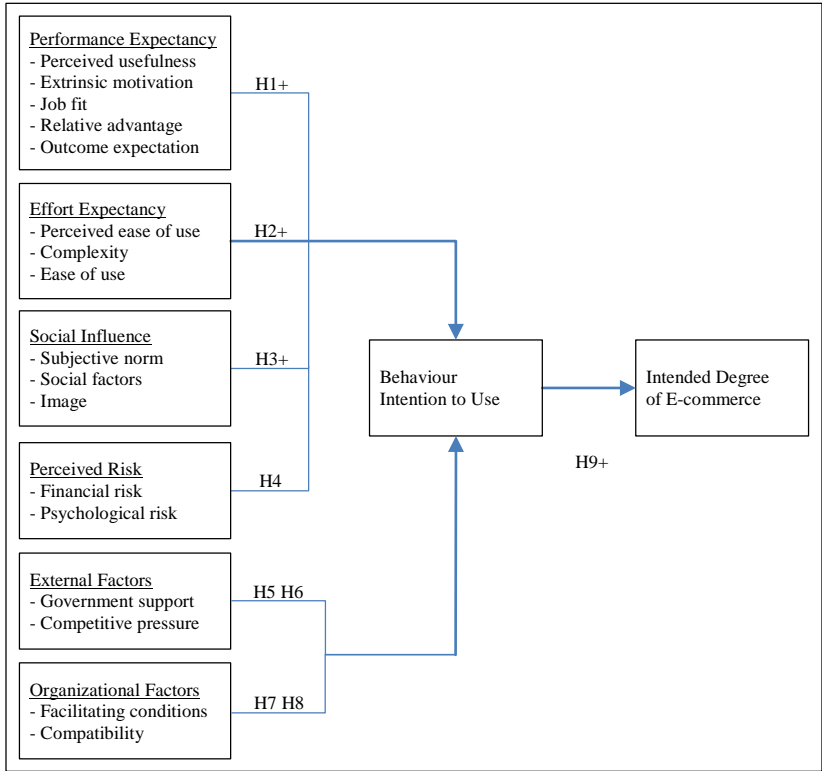 Performance Expectancy
- Perceived usefulness
- Extrinsic motivation
- Job fit
- Relative advantage
- Outcome expectation
H1+
Effort Expectancy
- Perceived ease of use
- Complexity
- Ease of use
H2+
Social Influence
- Subjective norm
- Social factors
- Image
H3+
Perceived Risk
- Financial risk
- Psychological risk
H4
External Factors
- Government support
- Competitive pressure
H5 H6
Organizational Factors
- Facilitating conditions
- Compatibility
H7 H8
Behaviour
Intention to Use
H9+
Intended Degree
of E-commerce